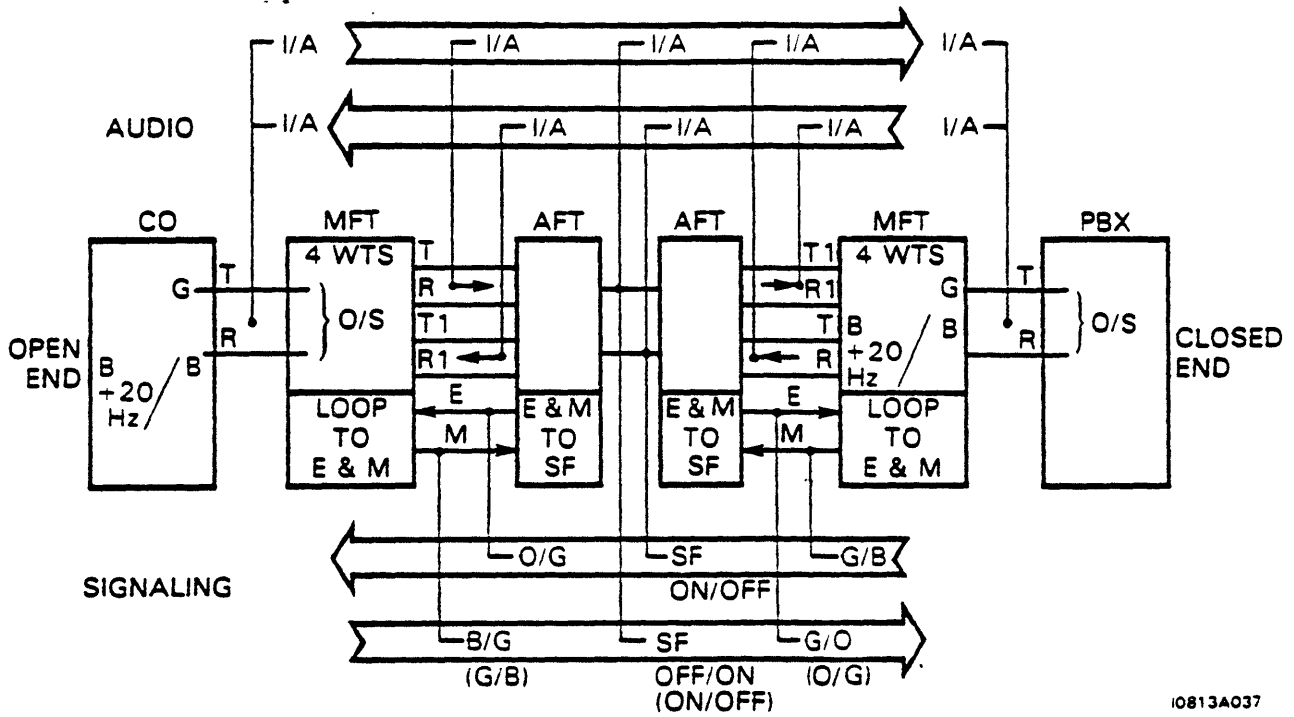 I/A I/A I/A I/A I/A
AUDIO I/A I/A I/A I/A I/A
CO MFT AFT AFT MFT PBX
4 WTS T T1 4 WTS
G T R R1 G T
O/S T1 T B B O/S
OPEN END R R1 R +20 Hz R CLOSED END
B +20 Hz B
LOOP TO E & M E E & M TO SF E & M TO SF E LOOP TO E & M
M M
O/G SF G/B
SIGNALING ON/OFF
B/G SF G/O
(G/B) OFF/ON (O/G)
(ON/OFF)
I0813A037